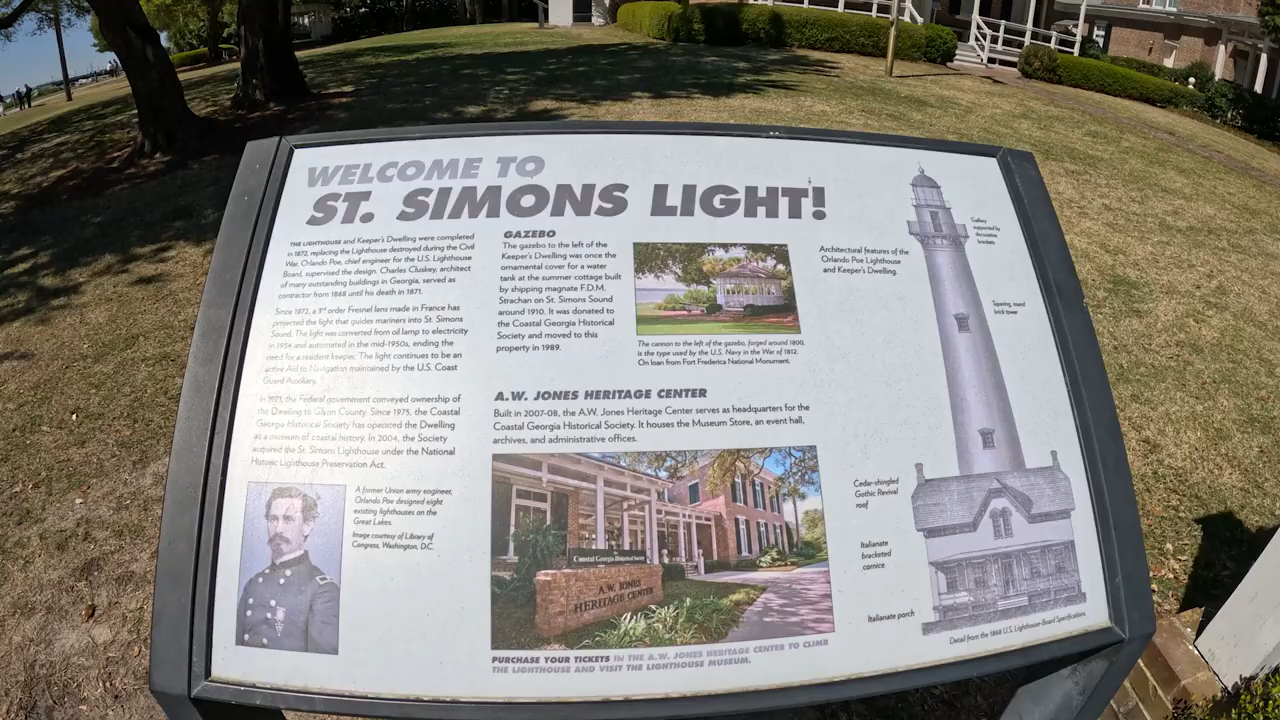 WELCOME TO
ST. SIMONS LIGHT!
THE LIGHTHOUSE and Keeper's Dwelling were completed
in 1872, replacing the Lighthouse destroyed during the Civil
War. Orlando Poe, chief engineer for the U.S. Lighthouse
Board, supervised the design. Charles Cluskey, architect
of many outstanding buildings in Georgia, served as
contractor from 1868 until his death in 1871.
Since 1872, a 3rd order Fresnel lens made in France has
projected the light that guides mariners into St. Simons
Sound. The light was converted from oil lamp to electricity
in 1934 and automated in the mid-1950s, ending the
need for a resident keeper. The light continues to be an
active Aid to Navigation maintained by the U.S. Coast
Guard Auxiliary.
In 1971, the Federal government conveyed ownership of
the Dwelling to Glynn County. Since 1975, the Coastal
Georgia Historical Society has operated the Dwelling
as a museum of coastal history. In 2004, the Society
acquired the St. Simons Lighthouse under the National
Historic Lighthouse Preservation Act.
A former Union army engineer,
Orlando Poe designed eight
existing lighthouses on the
Great Lakes.
Image courtesy of Library of
Congress, Washington, D.C.
GAZEBO
The gazebo to the left of the
Keeper's Dwelling was once the
ornamental cover for a water
tank at the summer cottage built
by shipping magnate F.D.M.
Strachan on St. Simons Sound
around 1910. It was donated to
the Coastal Georgia Historical
Society and moved to this
property in 1989.
The cannon to the left of the gazebo, forged around 1800,
is the type used by the U.S. Navy in the War of 1812.
On loan from Fort Frederica National Monument.
A.W. JONES HERITAGE CENTER
Built in 2007-08, the A.W. Jones Heritage Center serves as headquarters for the
Coastal Georgia Historical Society. It houses the Museum Store, an event hall,
archives, and administrative offices.
Coastal Georgia Historical Society
A.W. JONES
HERITAGE CENTER
PURCHASE YOUR TICKETS IN THE A.W. JONES HERITAGE CENTER TO CLIMB
THE LIGHTHOUSE AND VISIT THE LIGHTHOUSE MUSEUM.
Architectural features of the
Orlando Poe Lighthouse
and Keeper's Dwelling.
Gallery
supported by
decorative
brackets
Tapering, round
brick tower
Cedar-shingled
Gothic Revival
roof
Italianate
bracketed
cornice
Italianate porch
Detail from the 1868 U.S. Lighthouse Board Specifications.